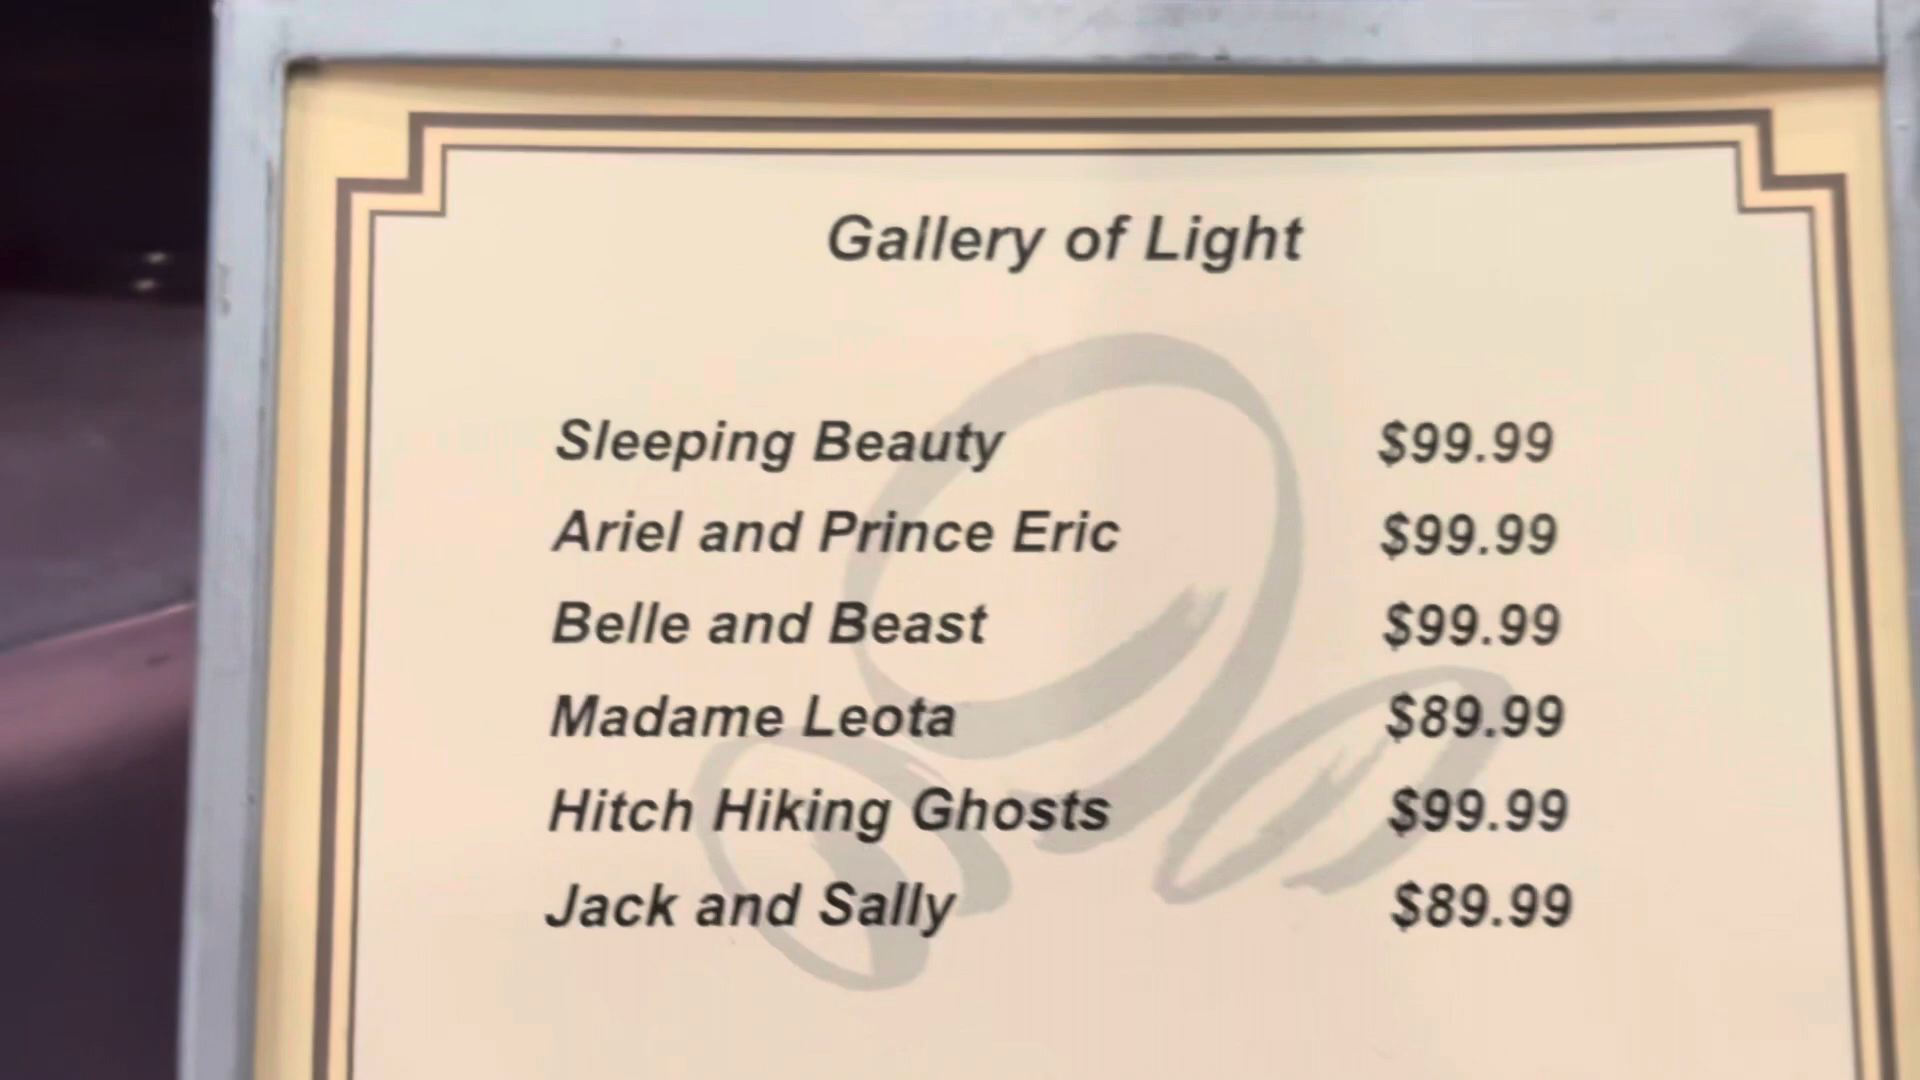 Gallery of Light
Sleeping Beauty $99.99
Ariel and Prince Eric $99.99
Belle and Beast $99.99
Madame Leota $89.99
Hitch Hiking Ghosts $99.99
Jack and Sally $89.99